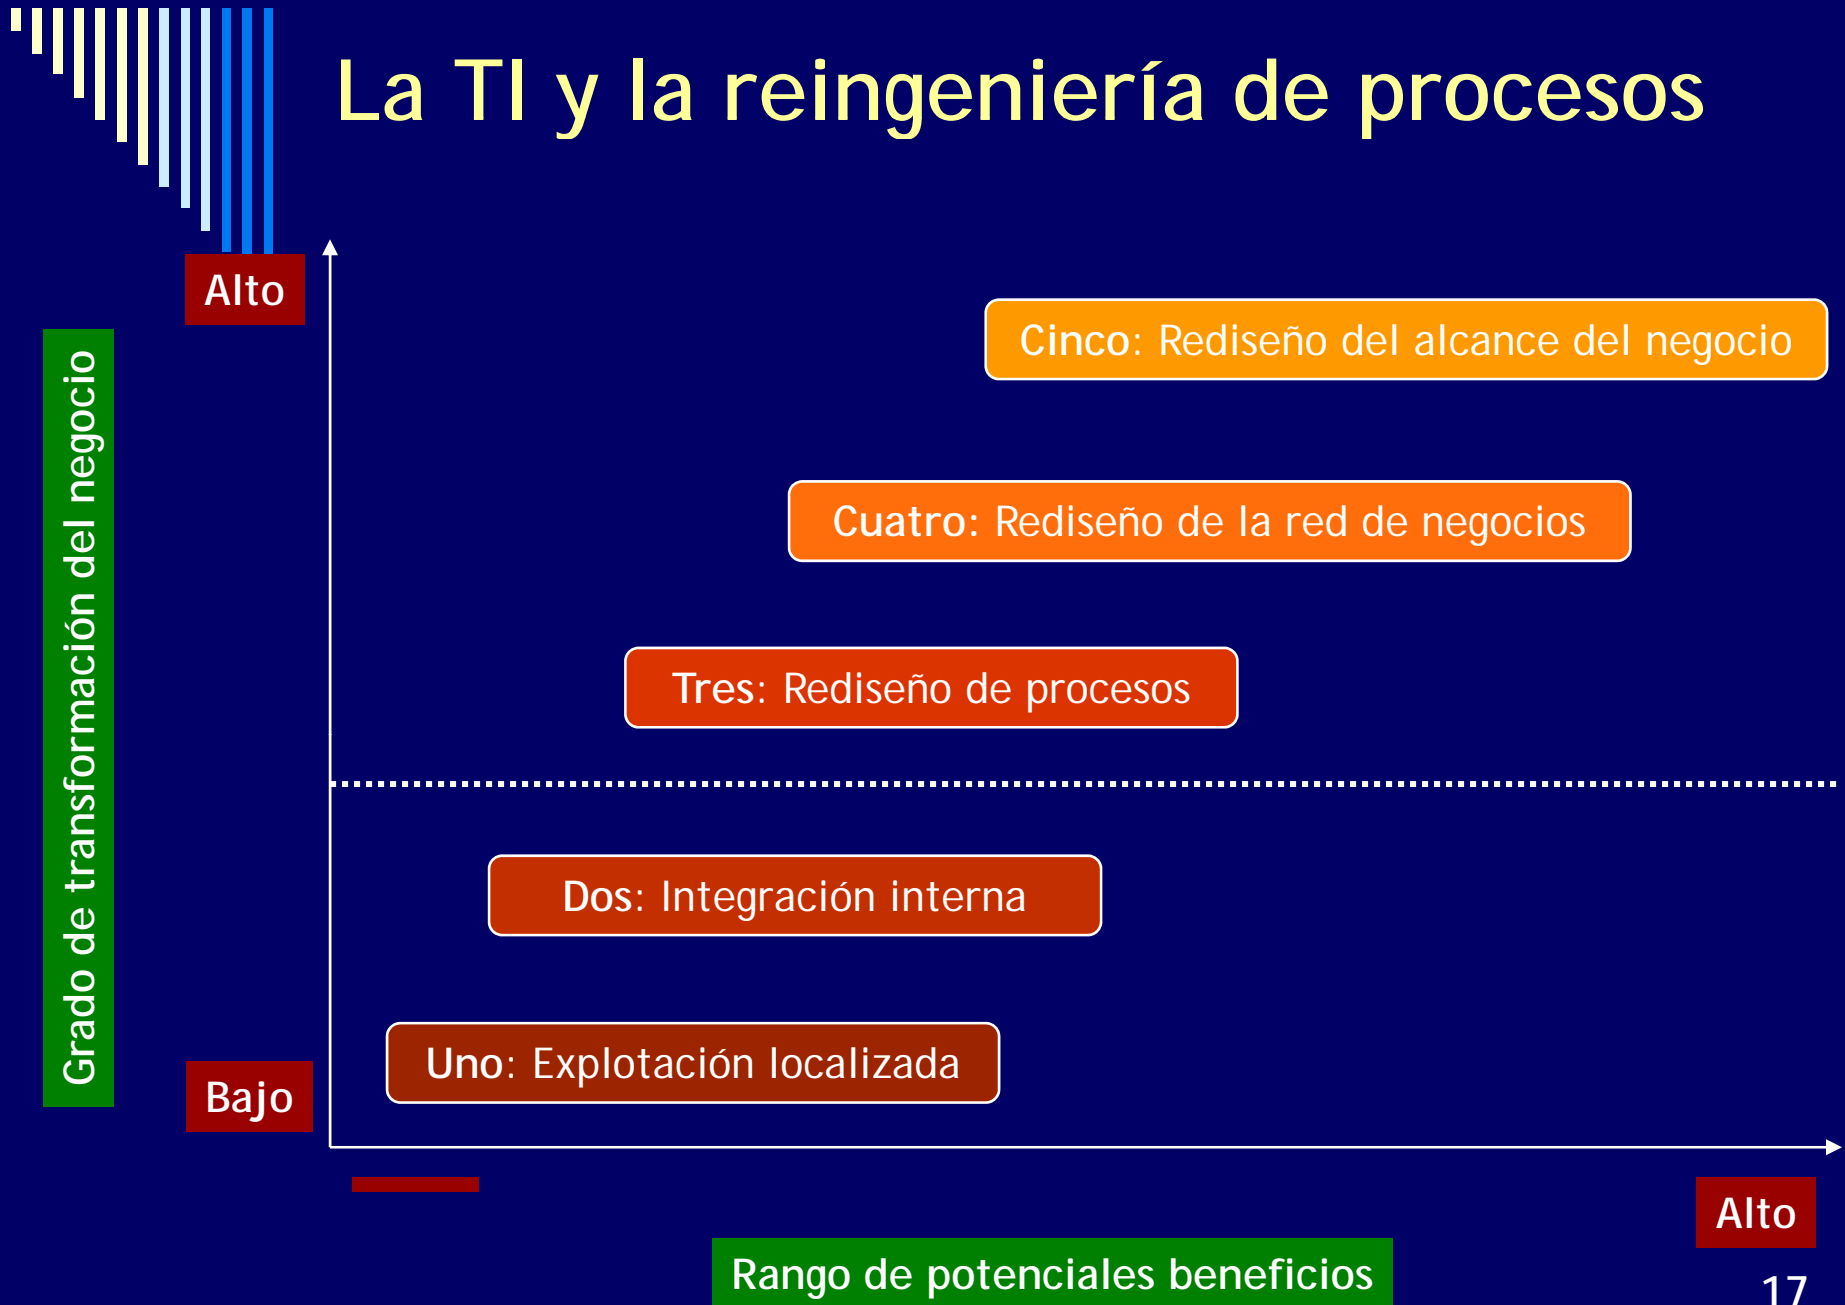 La TI y la reingeniería de procesos
Alto
Cinco: Rediseño del alcance del negocio
Grado de transformación del negocio
Cuatro: Rediseño de la red de negocios
Tres: Rediseño de procesos
Dos: Integración interna
Uno: Explotación localizada
Bajo
Alto
Rango de potenciales beneficios
17